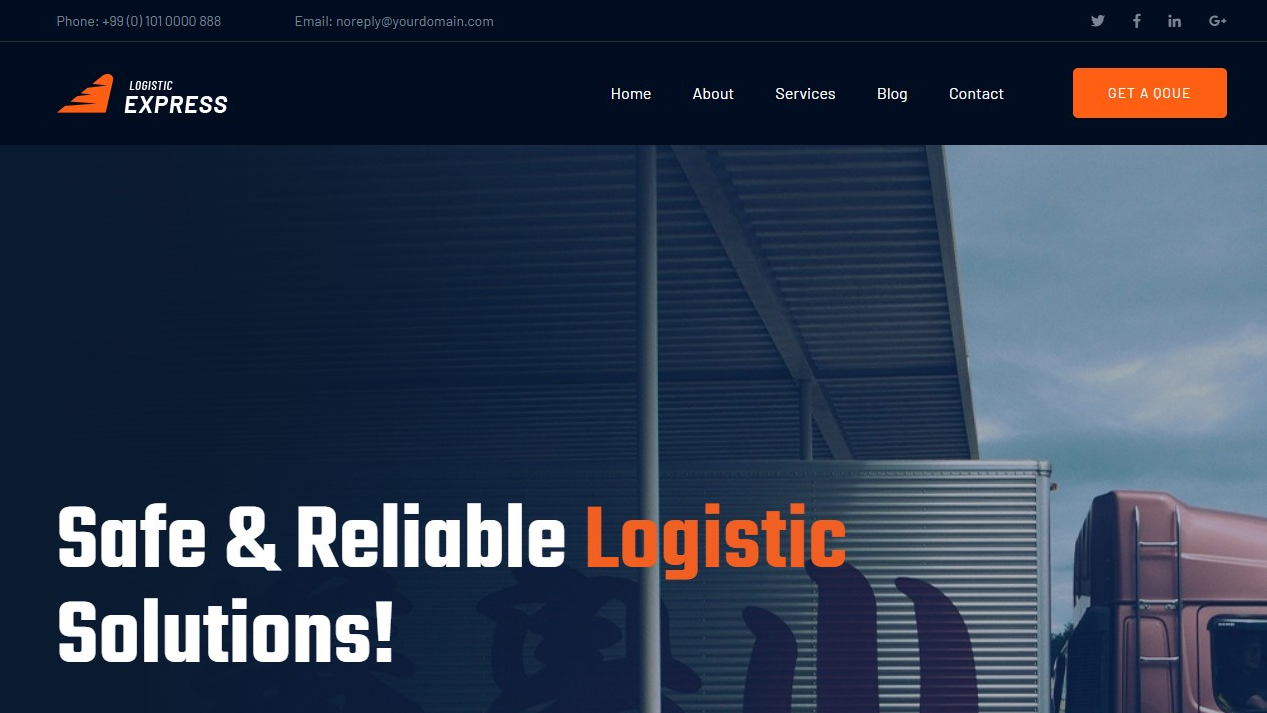 Phone: +99 (0) 101 0000 888 Email: noreply@yourdomain.com
LOGISTIC
EXPRESS
Home About Services Blog Contact GET A QOUE
Safe & Reliable Logistic
Solutions!